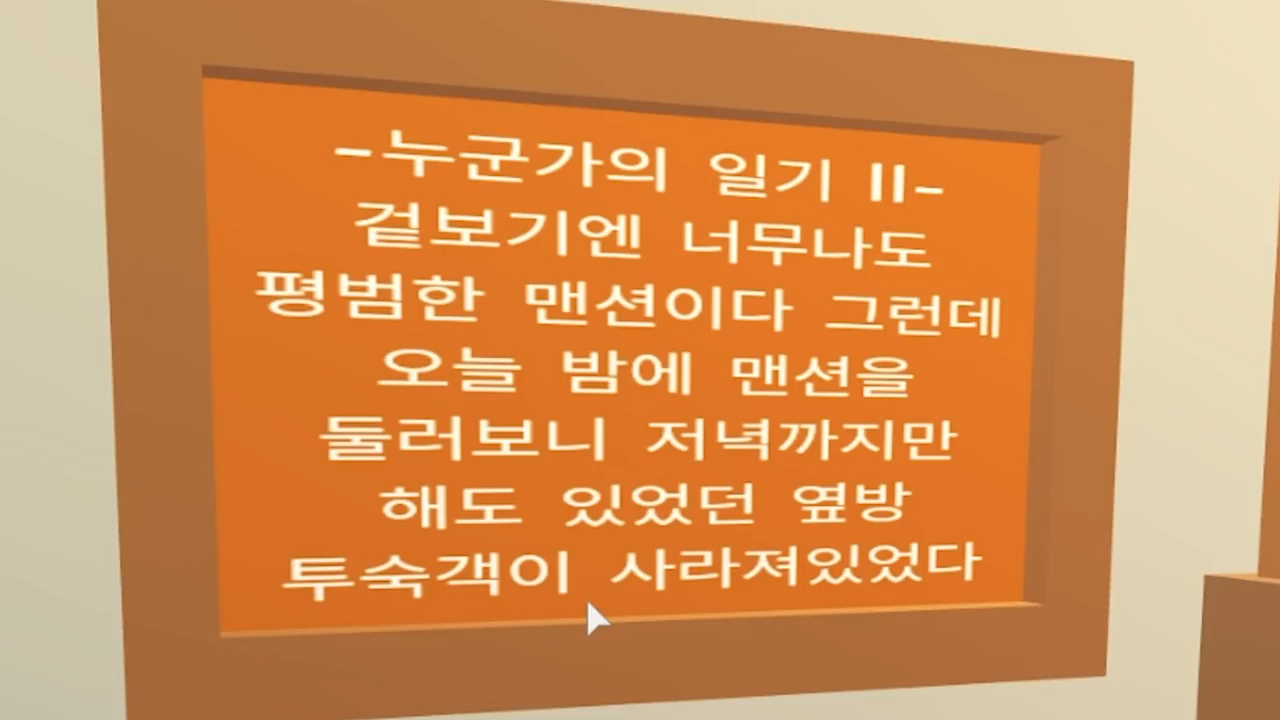 -누군가의 일기 II-
겉보기엔 너무나도
평범한 맨션이다 그런데
오늘 밤에 맨션을
둘러보니 저녁까지만
해도 있었던 옆방
투숙객이 사라져있었다